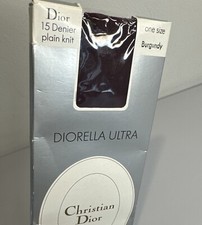 Dior
15 Denier
plain knit
one size
Burgundy
DIORELLA ULTRA
Christian
Dior